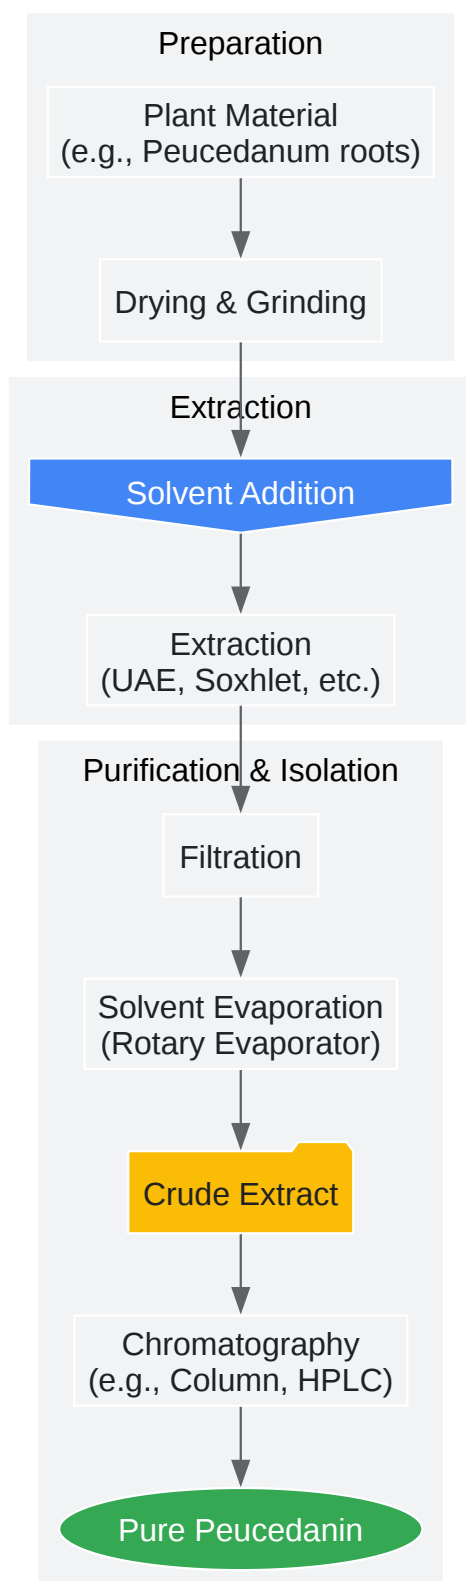 Preparation
Plant Material
(e.g., Peucedanum roots)
Drying & Grinding
Extraction
Solvent Addition
Extraction
(UAE, Soxhlet, etc.)
Purification & Isolation
Filtration
Solvent Evaporation
(Rotary Evaporator)
Crude Extract
Chromatography
(e.g., Column, HPLC)
Pure Peucedanin